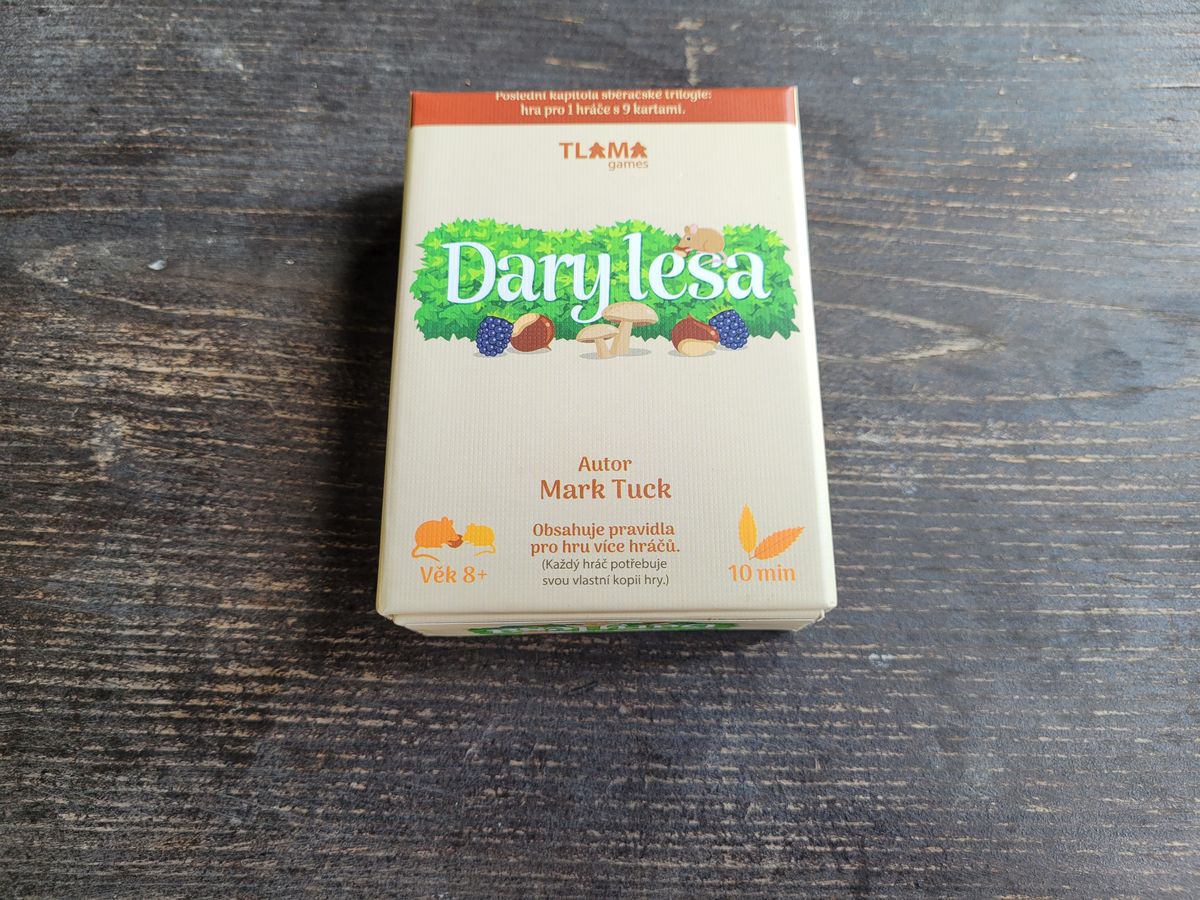 Poslední kapitola sběračské trilogie:
hra pro 1 hráče s 9 kartami.
TLAMA
games
Dary lesa
Autor
Mark Tuck
Obsahuje pravidla
pro hru více hráčů.
(Každý hráč potřebuje
svou vlastní kopii hry.)
Věk 8+
10 min